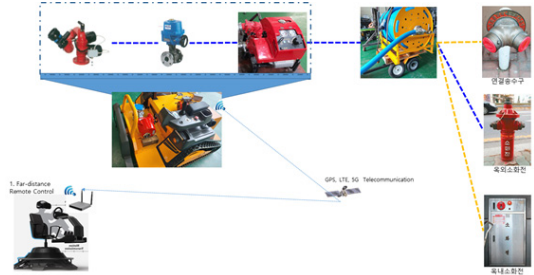 연결송수구
옥외소화전
GPS, LTE, 5G Telecommunication
1. Far-distance
Remote Control
옥내소화전